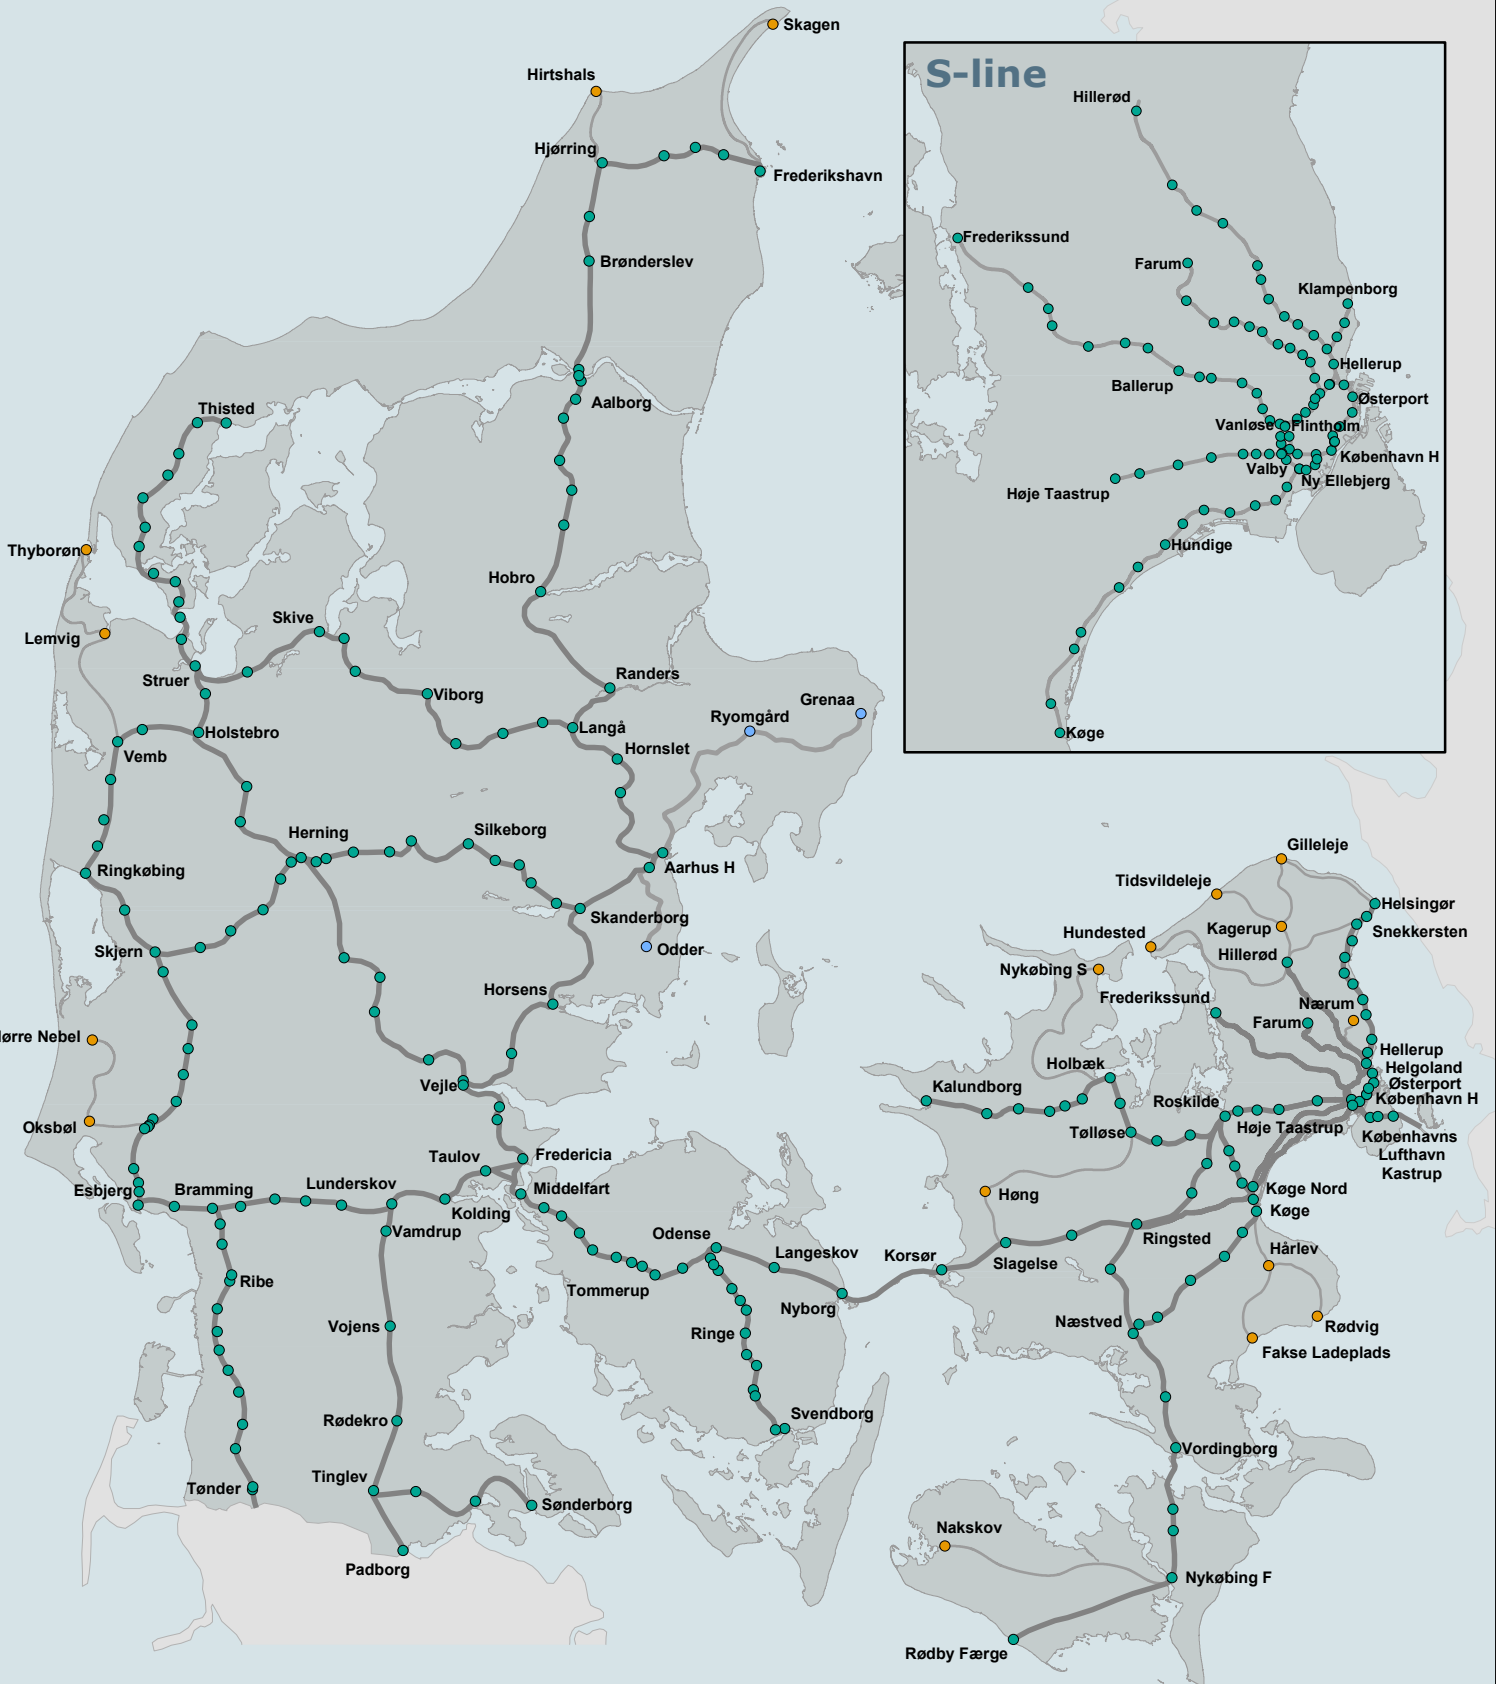 Skagen
Hirtshals
Hjørring
Frederikshavn
Brønderslev
Aalborg
Thisted
Thyborøn
Hobro
Lemvig
Skive
Struer
Viborg
Randers
Grenaa
Ryomgård
Holstebro
Langå
Hornslet
Vemb
Herning
Silkeborg
Aarhus H
Ringkøbing
Skanderborg
Odder
Skjern
Horsens
Nørre Nebel
Vejle
Oksbøl
Taulov
Fredericia
Esbjerg
Bramming
Lunderskov
Middelfart
Kolding
Vamdrup
Odense
Langeskov
Korsør
Ribe
Tommerup
Nyborg
Vojens
Ringe
Rødekro
Svendborg
Tinglev
Tønder
Sønderborg
Padborg
S-line
Hillerød
Frederikssund
Farum
Klampenborg
Hellerup
Ballerup
Østerport
Vanløse
Flintholm
København H
Valby
Ny Ellebjerg
Høje Taastrup
Hundige
Køge
Gilleleje
Tidsvildeleje
Helsingør
Kagerup
Snekkersten
Hundested
Hillerød
Nykøbing S
Frederikssund
Nærum
Farum
Hellerup
Holbæk
Helgoland
Østerport
Kalundborg
Roskilde
København H
Høje Taastrup
Tølløse
Københavns
Lufthavn
Kastrup
Høng
Køge Nord
Køge
Ringsted
Hårlev
Slagelse
Næstved
Rødvig
Fakse Ladeplads
Vordingborg
Nakskov
Nykøbing F
Rødby Færge